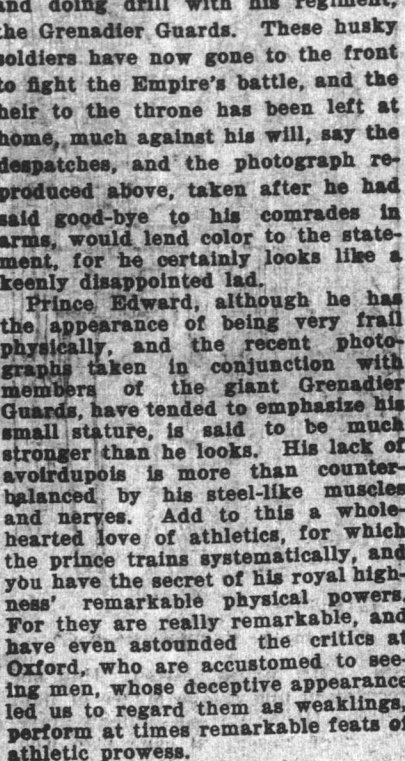 and doing drill with his regiment,
the Grenadier Guards. These husky
soldiers have now gone to the front
to fight the Empire's battle, and the
heir to the throne has been left at
home, much against his will, say the
despatches, and the photograph re-
produced above, taken after he had
said good-bye to his comrades in
arms, would lend color to the state-
ment, for he certainly looks like a
keenly disappointed lad.
Prince Edward, although he has
the appearance of being very frail
physically, and the recent photo-
graphs taken in conjunction with
members of the giant Grenadier
Guards, have tended to emphasize his
small stature, is said to be much
stronger than he looks. His lack of
avoirdupois is more than counter-
balanced by his steel-like muscles
and nerves. Add to this a whole-
hearted love of athletics, for which
the prince trains systematically, and
you have the secret of his royal high-
ness' remarkable physical powers.
For they are really remarkable, and
have even astounded the critics at
Oxford, who are accustomed to see-
ing men, whose deceptive appearance
led us to regard them as weaklings,
perform at times remarkable feats of
athletic prowess.